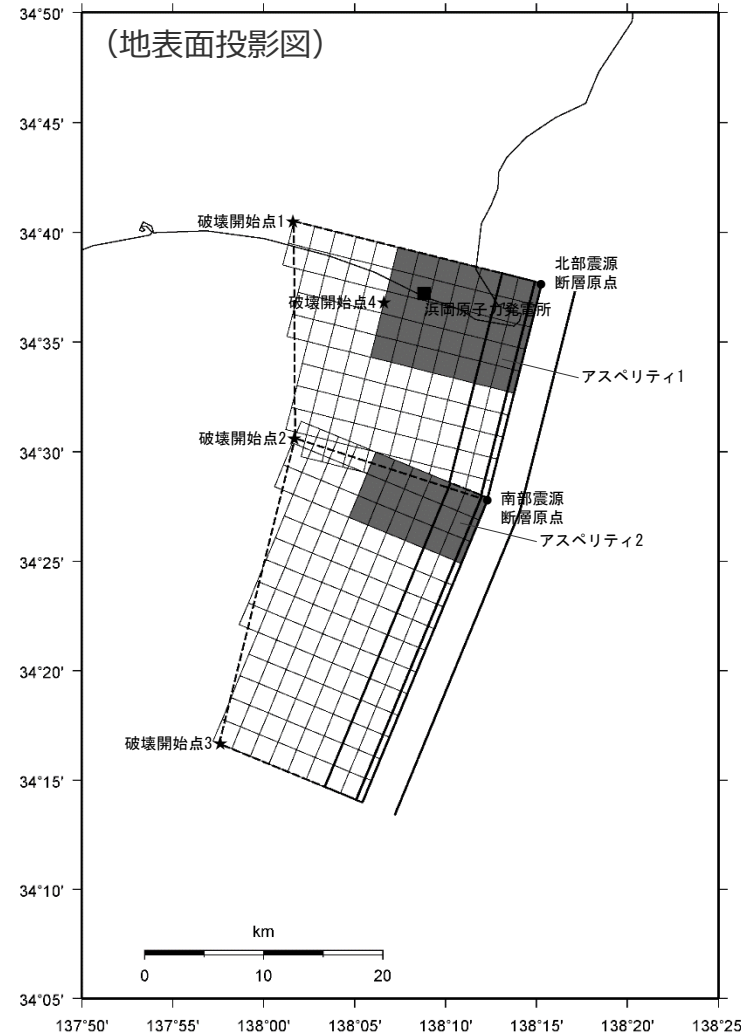 34°50'
（地表面投影図）
34°45'
34°40'
破壊開始点1
北部震源
断層原点
破壊開始点4
浜岡原子力発電所
34°35'
アスペリティ1
34°30'
破壊開始点2
南部震源
断層原点
アスペリティ2
34°25'
34°20'
破壊開始点3
34°15'
34°10'
km
0 10 20
34°05'
137°50' 137°55' 138°00' 138°05' 138°10' 138°15' 138°20' 138°25'